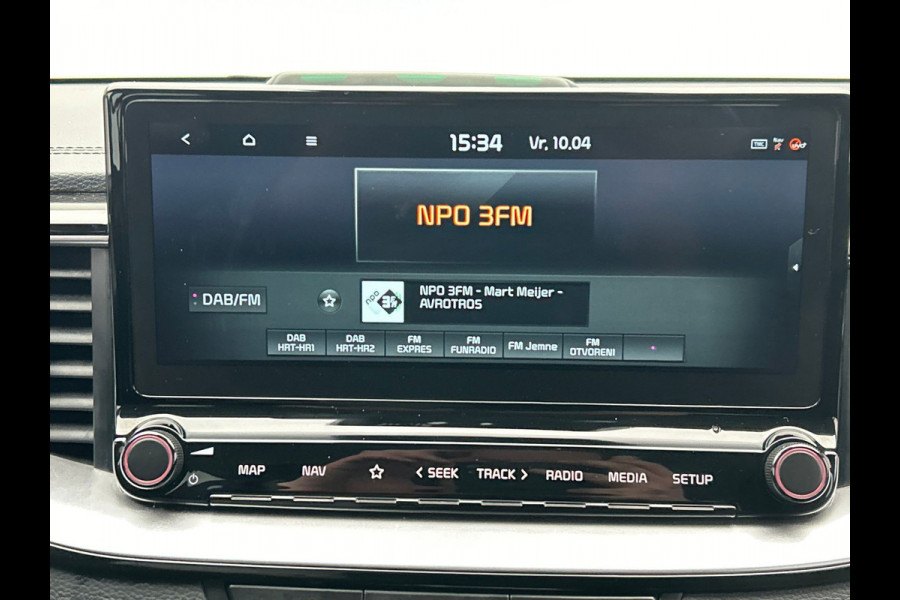 15:34 Vr, 10.04
NPO 3FM
DAB/FM
NPO 3FM - Mart Meijer -
AVROTROS
DAB
HRT-HR1
DAB
HRT-HR2
FM
EXPRES
FM
FUNRADIO
FM Jemne
FM
OTVORENI
MAP NAV < SEEK TRACK > RADIO MEDIA SETUP